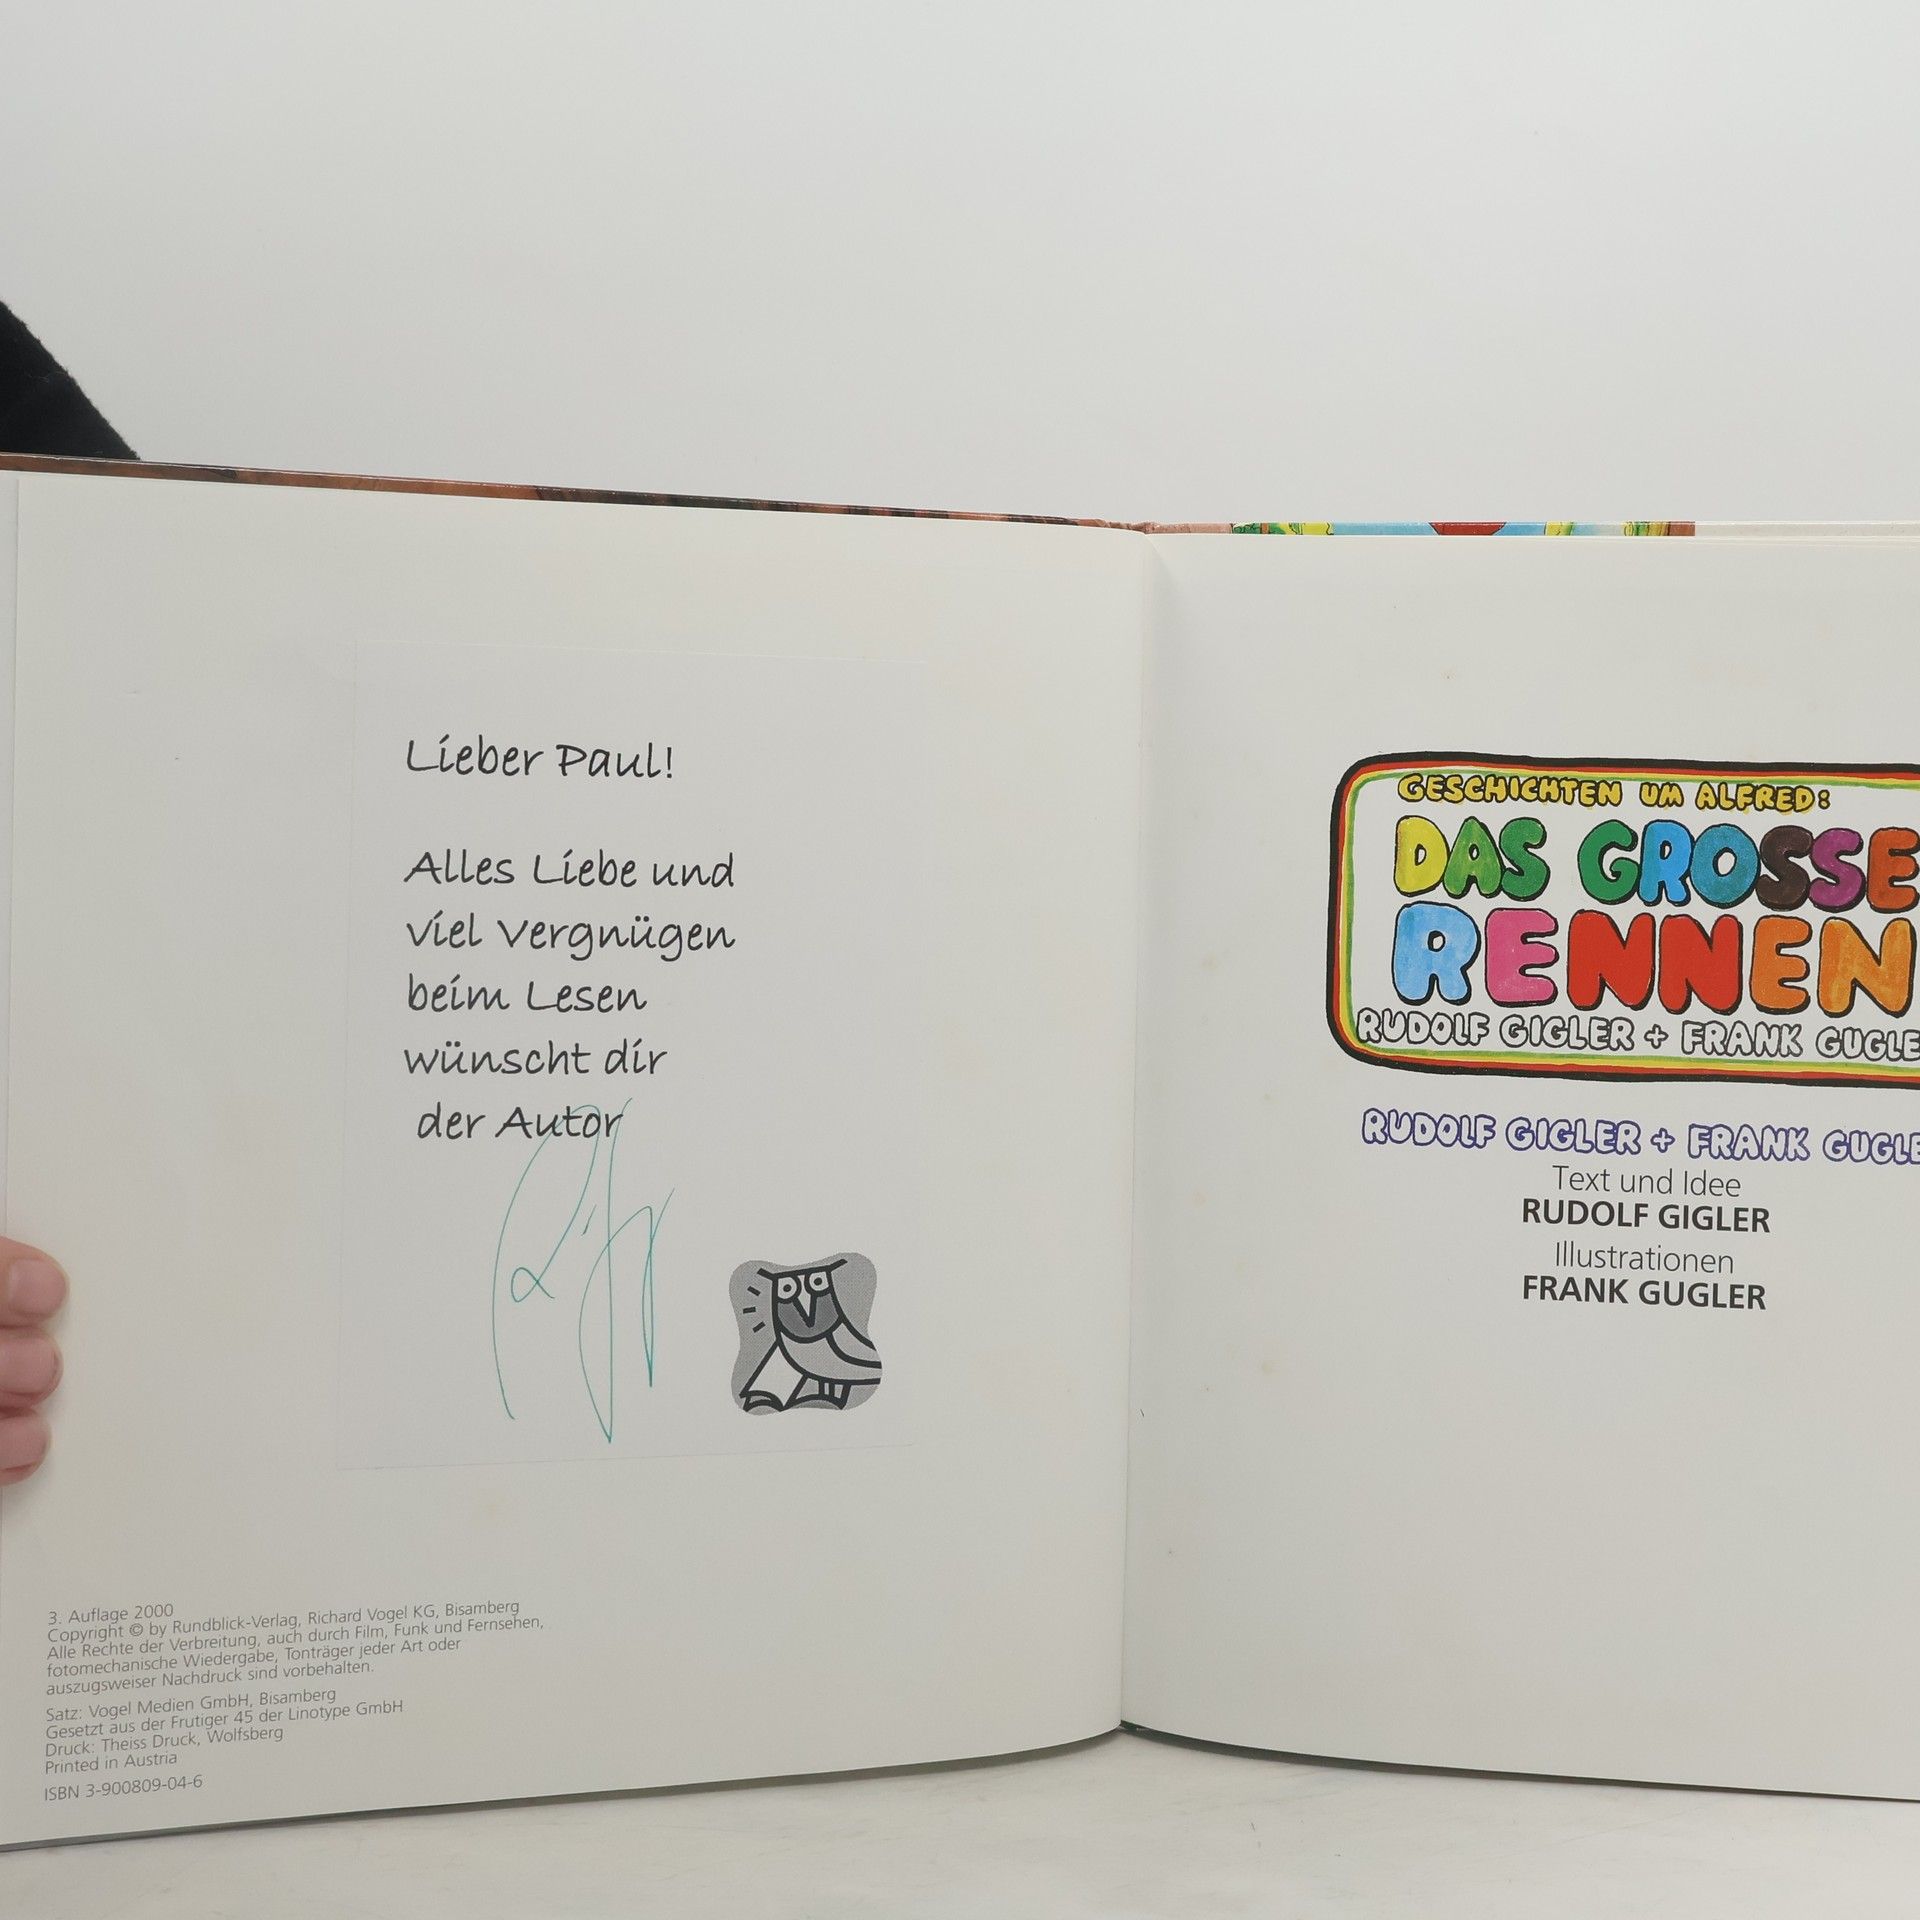 Lieber Paul!
Alles Liebe und
viel Vergnügen
beim Lesen
wünscht dir
der Autor
3. Auflage 2000
Copyright © by Rundblick-Verlag, Richard Vogel KG, Bisamberg
Alle Rechte der Verbreitung, auch durch Film, Funk und Fernsehen,
fotomechanische Wiedergabe, Tonträger jeder Art oder
auszugsweiser Nachdruck sind vorbehalten.
Satz: Vogel Medien GmbH, Bisamberg
Gesetzt aus der Frutiger 45 der Linotype GmbH
Druck: Theiss Druck, Wolfsberg
Printed in Austria
ISBN 3-900809-04-6
GESCHICHTEN UM ALFRED:
DAS GROSSE
RENNEN
RUDOLF GIGLER + FRANK GUGLE
RUDOLF GIGLER + FRANK GUGLE
Text und Idee
RUDOLF GIGLER
Illustrationen
FRANK GUGLER